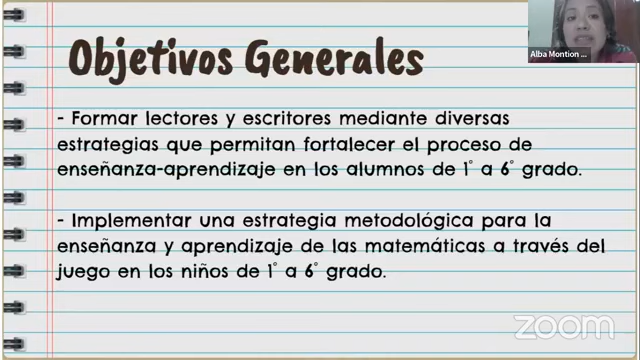 Alba Montion ...
Objetivos Generales
- Formar lectores y escritores mediante diversas
estrategias que permitan fortalecer el proceso de
enseñanza-aprendizaje en los alumnos de 1° a 6° grado.
- Implementar una estrategia metodológica para la
enseñanza y aprendizaje de las matemáticas a través del
juego en los niños de 1° a 6° grado.
zoom